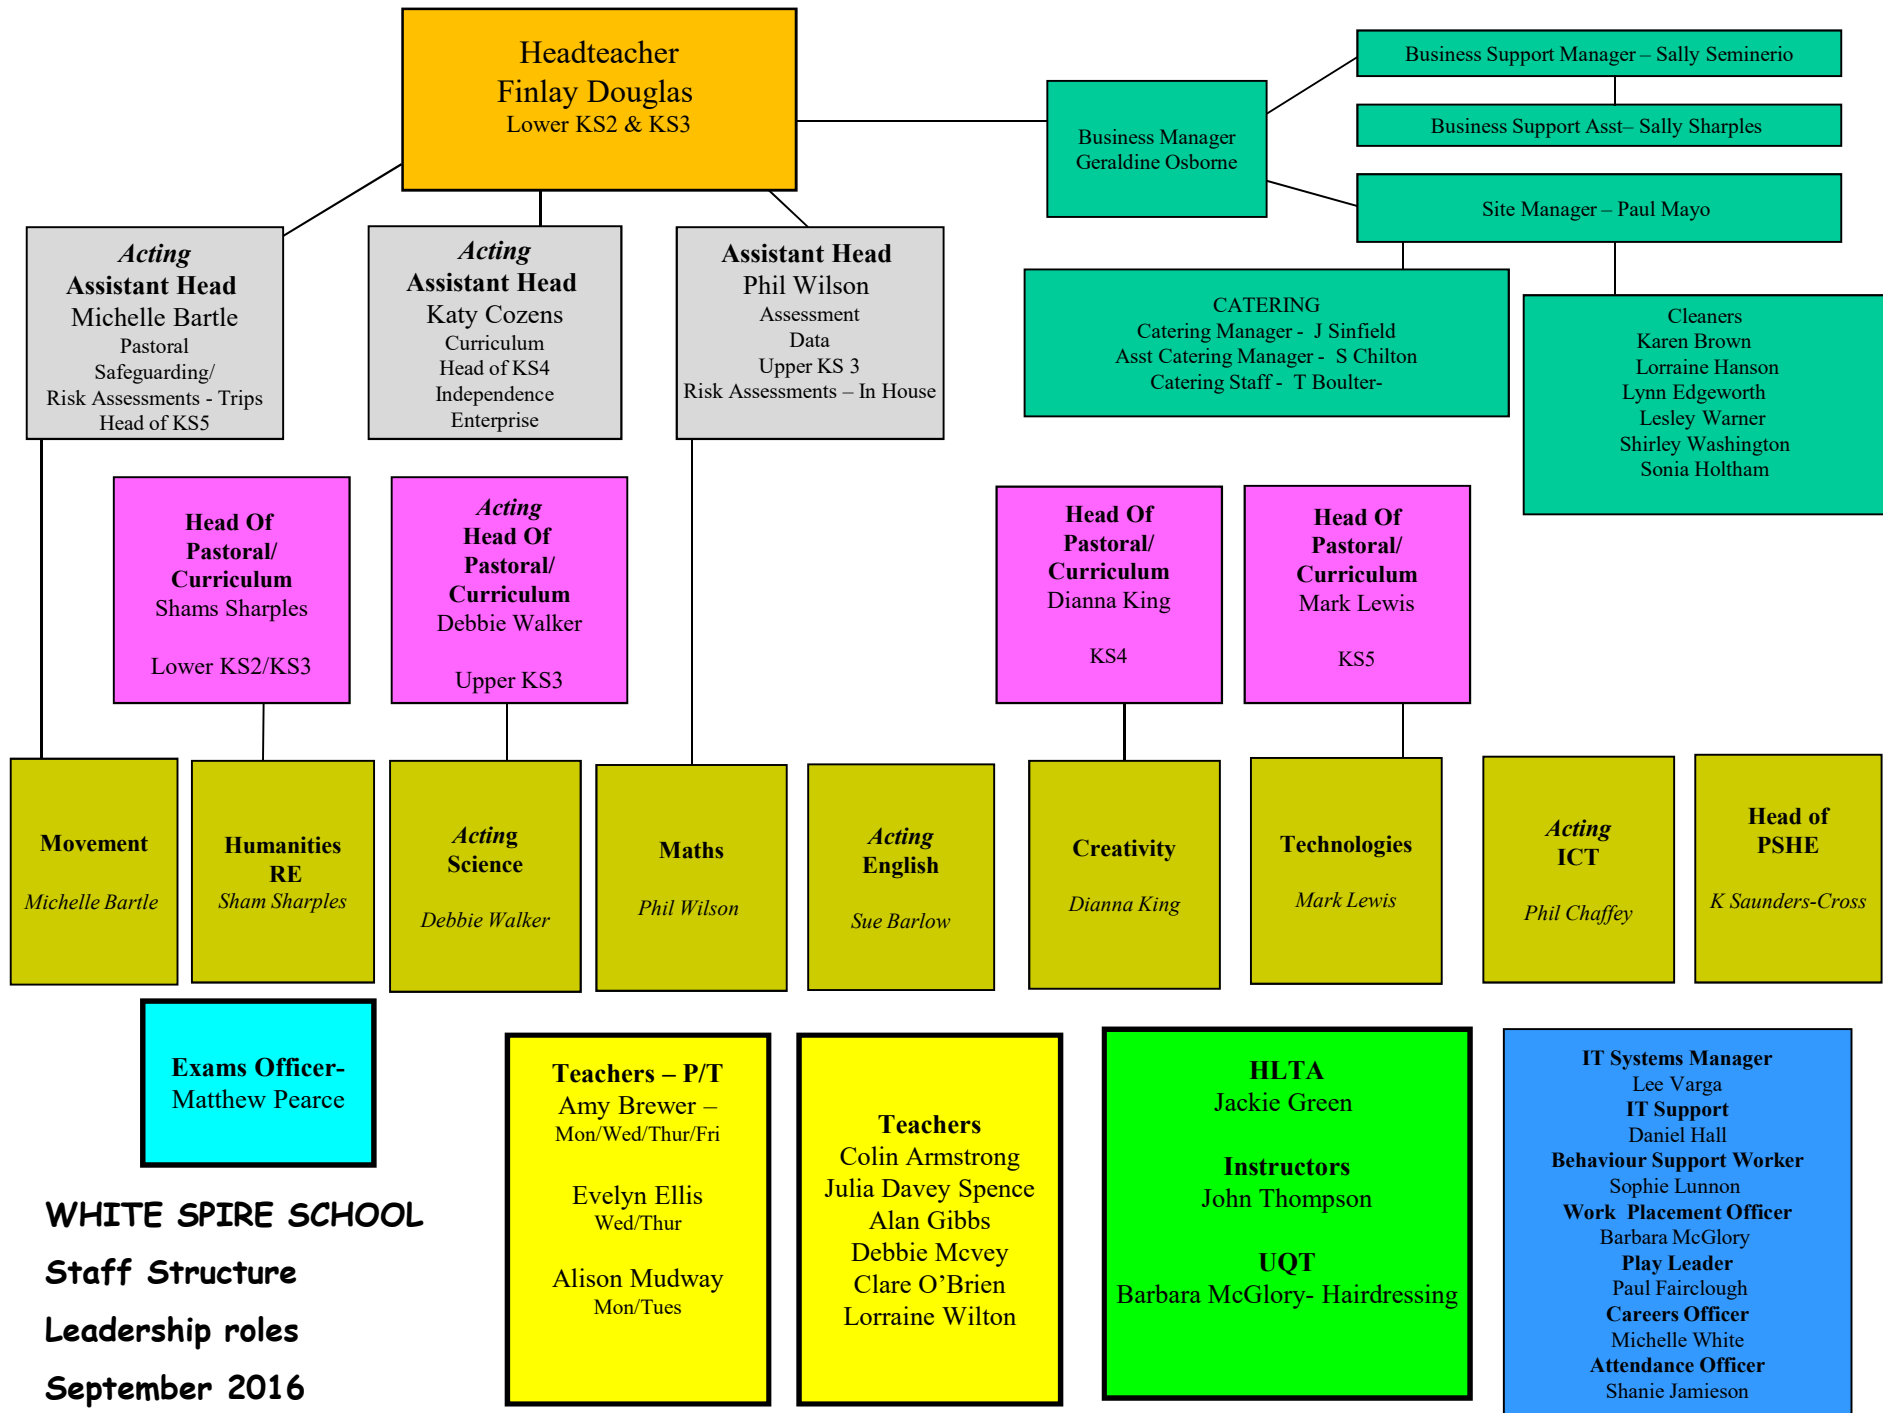 Headteacher
Finlay Douglas
Lower KS2 & KS3
Business Manager
Geraldine Osborne
Business Support Manager – Sally Seminerio
Business Support Asst– Sally Sharples
Site Manager – Paul Mayo
Acting
Assistant Head
Michelle Bartle
Pastoral
Safeguarding/
Risk Assessments - Trips
Head of KS5
Acting
Assistant Head
Katy Cozens
Curriculum
Head of KS4
Independence
Enterprise
Assistant Head
Phil Wilson
Assessment
Data
Upper KS 3
Risk Assessments – In House
CATERING
Catering Manager - J Sinfield
Asst Catering Manager - S Chilton
Catering Staff - T Boulter-
Cleaners
Karen Brown
Lorraine Hanson
Lynn Edgeworth
Lesley Warner
Shirley Washington
Sonia Holtham
Head Of
Pastoral/
Curriculum
Shams Sharples
Lower KS2/KS3
Acting
Head Of
Pastoral/
Curriculum
Debbie Walker
Upper KS3
Head Of
Pastoral/
Curriculum
Dianna King
KS4
Head Of
Pastoral/
Curriculum
Mark Lewis
KS5
Movement
Michelle Bartle
Humanities
RE
Sham Sharples
Acting
Science
Debbie Walker
Maths
Phil Wilson
Acting
English
Sue Barlow
Creativity
Dianna King
Technologies
Mark Lewis
Acting
ICT
Phil Chaffey
Head of
PSHE
K Saunders-Cross
Exams Officer-
Matthew Pearce
Teachers – P/T
Amy Brewer –
Mon/Wed/Thur/Fri
Evelyn Ellis
Wed/Thur
Alison Mudway
Mon/Tues
Teachers
Colin Armstrong
Julia Davey Spence
Alan Gibbs
Debbie Mcvey
Clare O’Brien
Lorraine Wilton
HLTA
Jackie Green
Instructors
John Thompson
UQT
Barbara McGlory- Hairdressing
IT Systems Manager
Lee Varga
IT Support
Daniel Hall
Behaviour Support Worker
Sophie Lunnon
Work Placement Officer
Barbara McGlory
Play Leader
Paul Fairclough
Careers Officer
Michelle White
Attendance Officer
Shanie Jamieson
WHITE SPIRE SCHOOL
Staff Structure
Leadership roles
September 2016